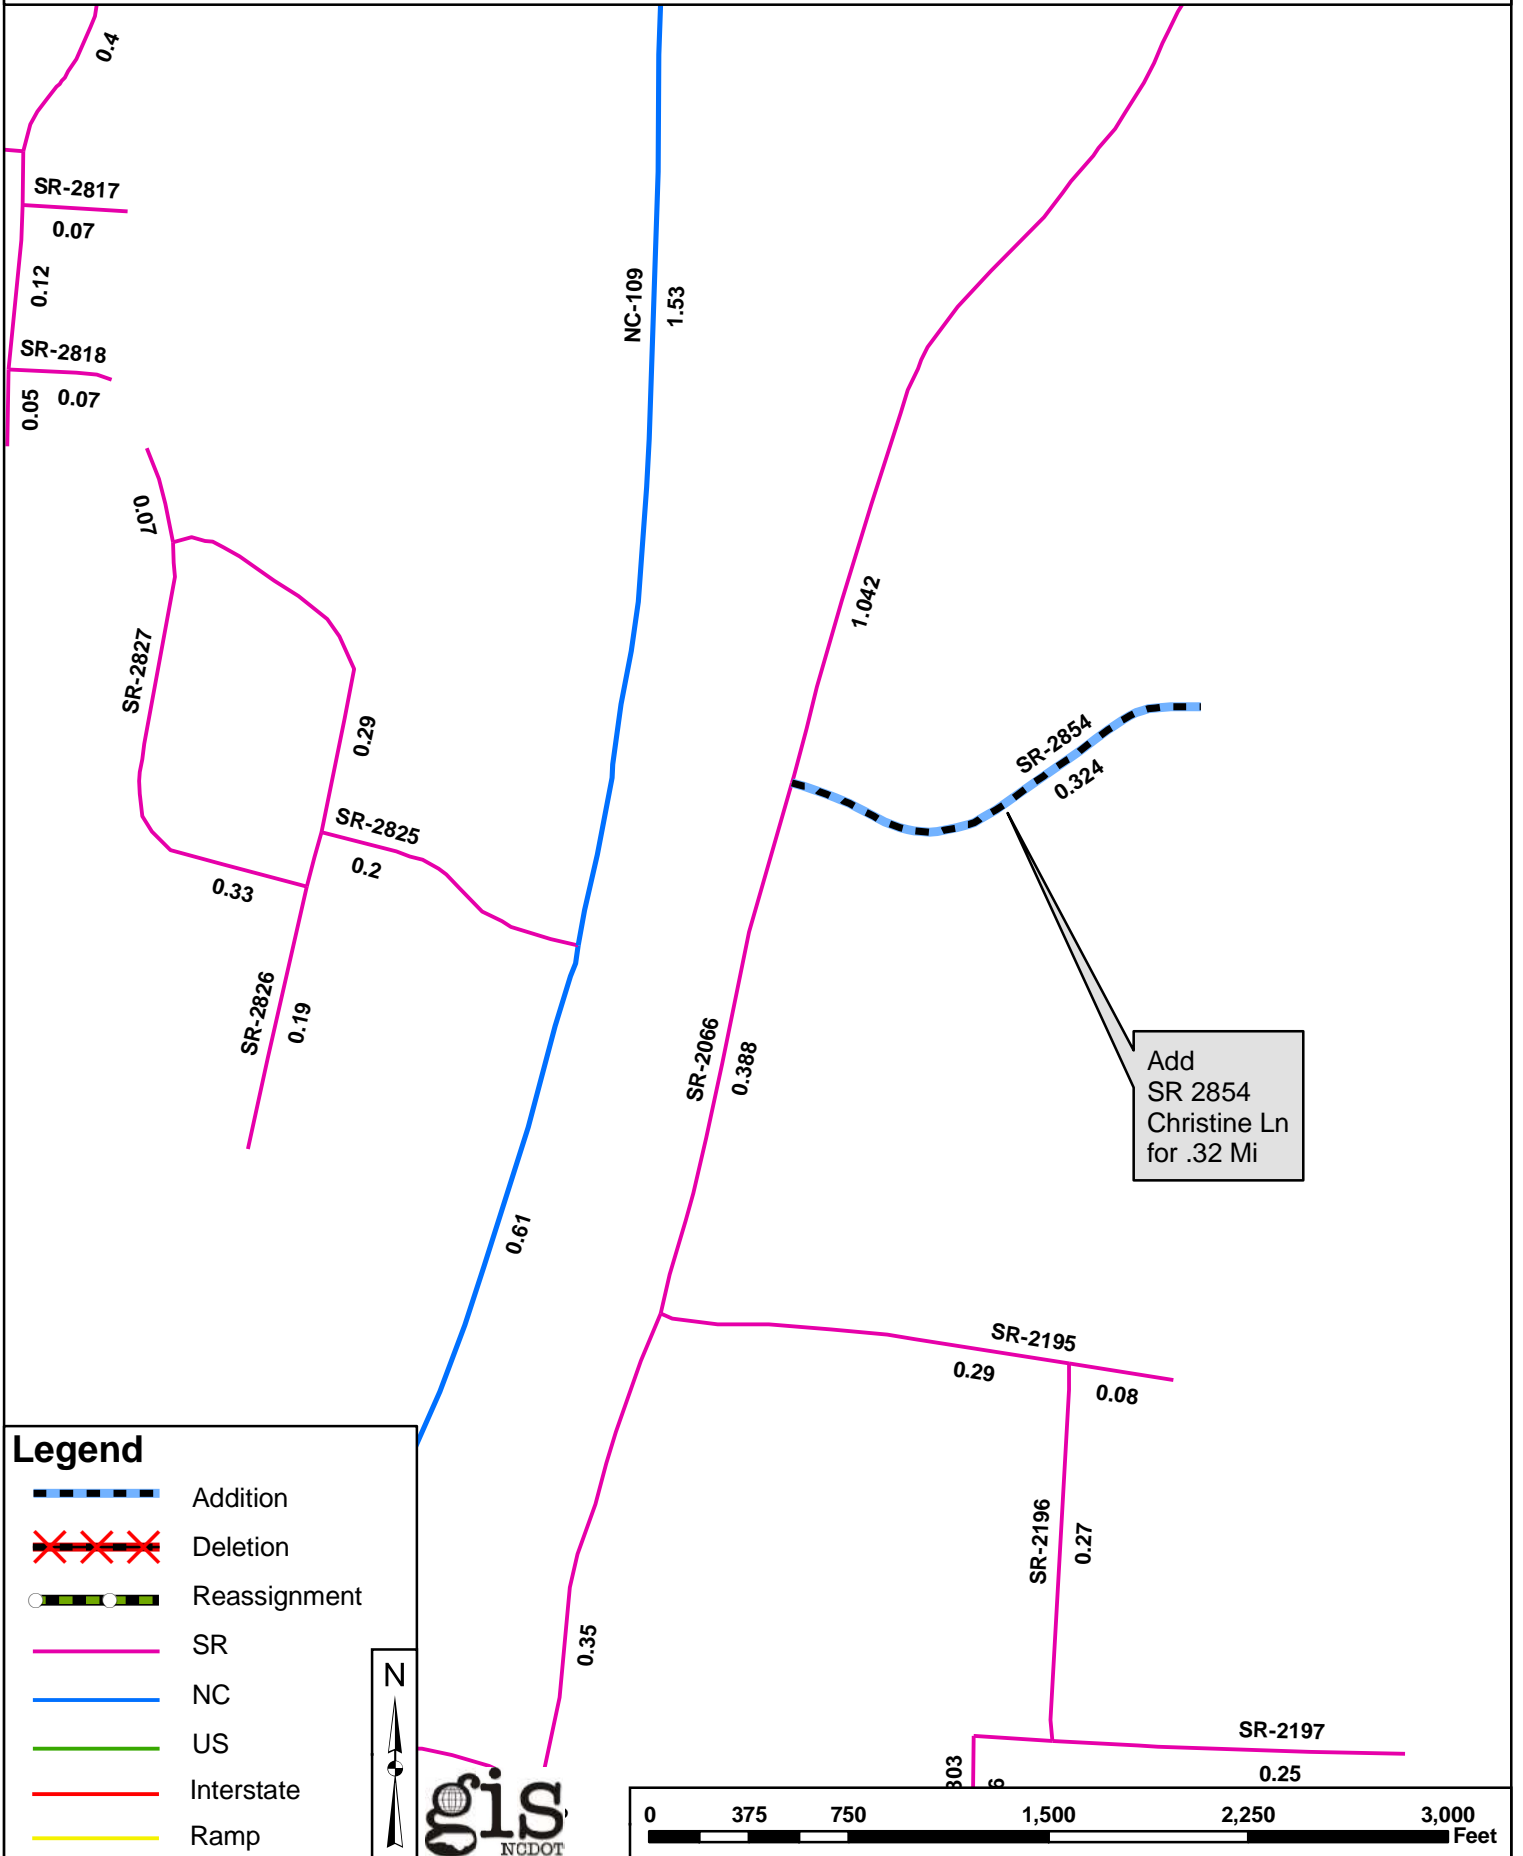 0.4
SR-2817
0.07
0.12
SR-2818
0.05
0.07
NC-109
1.53
0.07
SR-2827
1.042
0.29
SR-2854
0.324
SR-2825
0.2
0.33
SR-2826
0.19
SR-2066
0.388
Add
SR 2854
Christine Ln
for .32 Mi
0.61
SR-2195
0.29
0.08
SR-2196
0.27
0.35
SR-2197
0.25
Legend
Addition
Deletion
Reassignment
SR
NC
US
Interstate
Ramp
N
gis
NCDOT
0 375 750 1,500 2,250 3,000
Feet